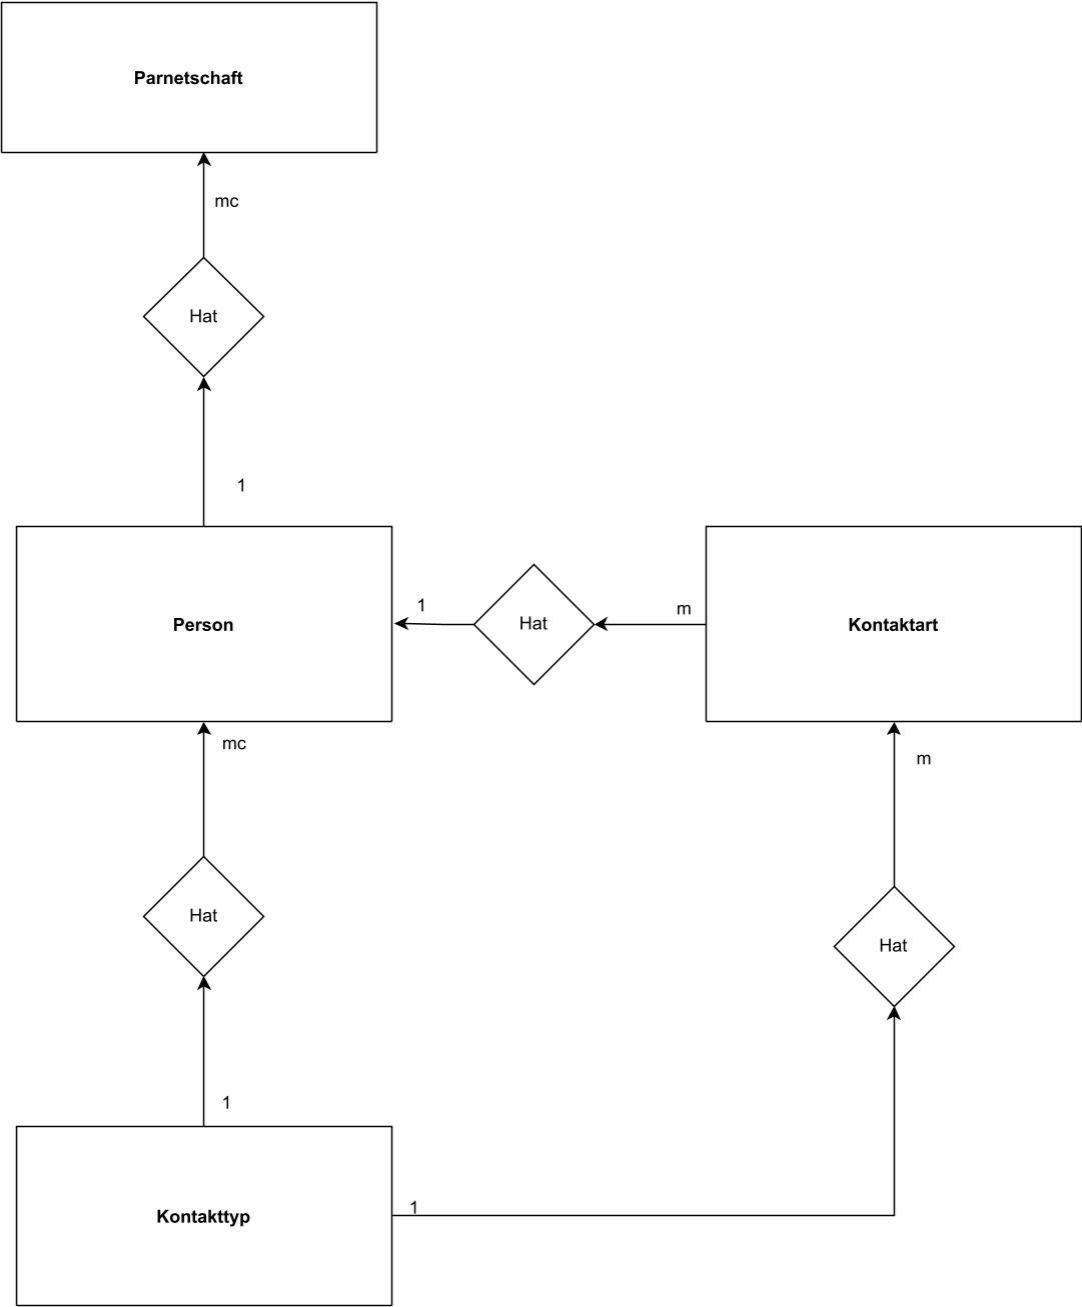 Parnetschaft
mc
Hat
1
Person
1
Hat
m
Kontaktart
mc
m
Hat
Hat
1
Kontakttyp
1